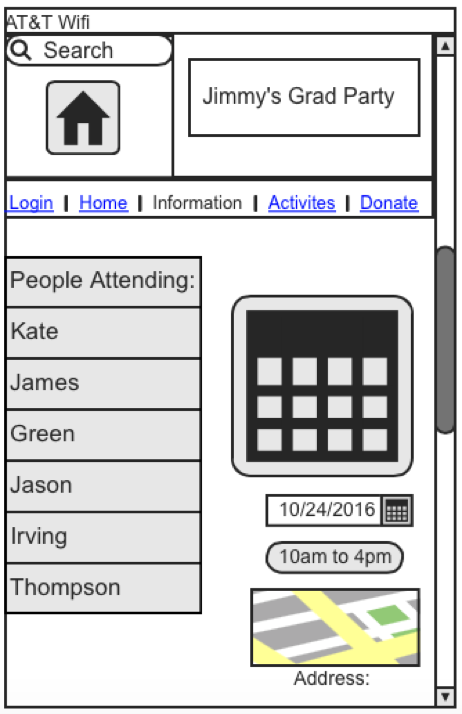 AT&T Wifi
Search
Jimmy's Grad Party
Login | Home | Information | Activites | Donate
People Attending:
Kate
James
Green
Jason
Irving
Thompson
10/24/2016
10am to 4pm
Address: